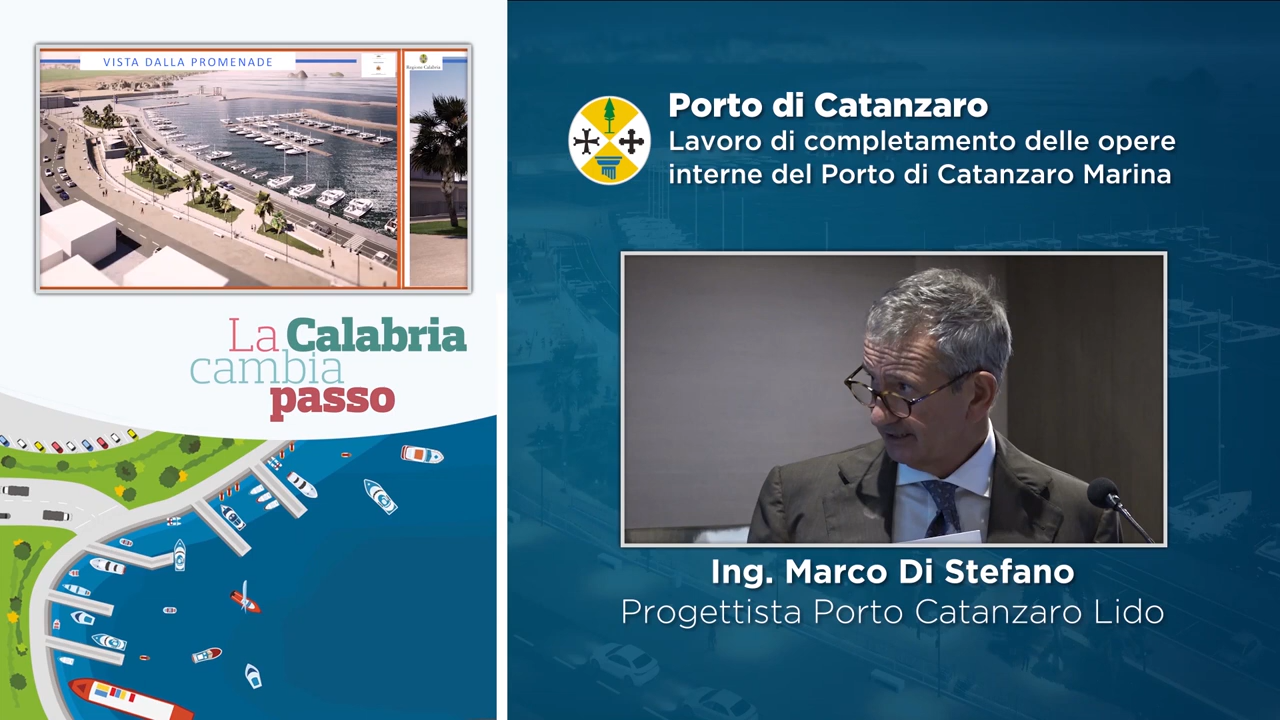 VISTA DALLA PROMENADE
Regione Calabria
La Calabria
cambia
passo
Porto di Catanzaro
Lavoro di completamento delle opere
interne del Porto di Catanzaro Marina
Ing. Marco Di Stefano
Progettista Porto Catanzaro Lido